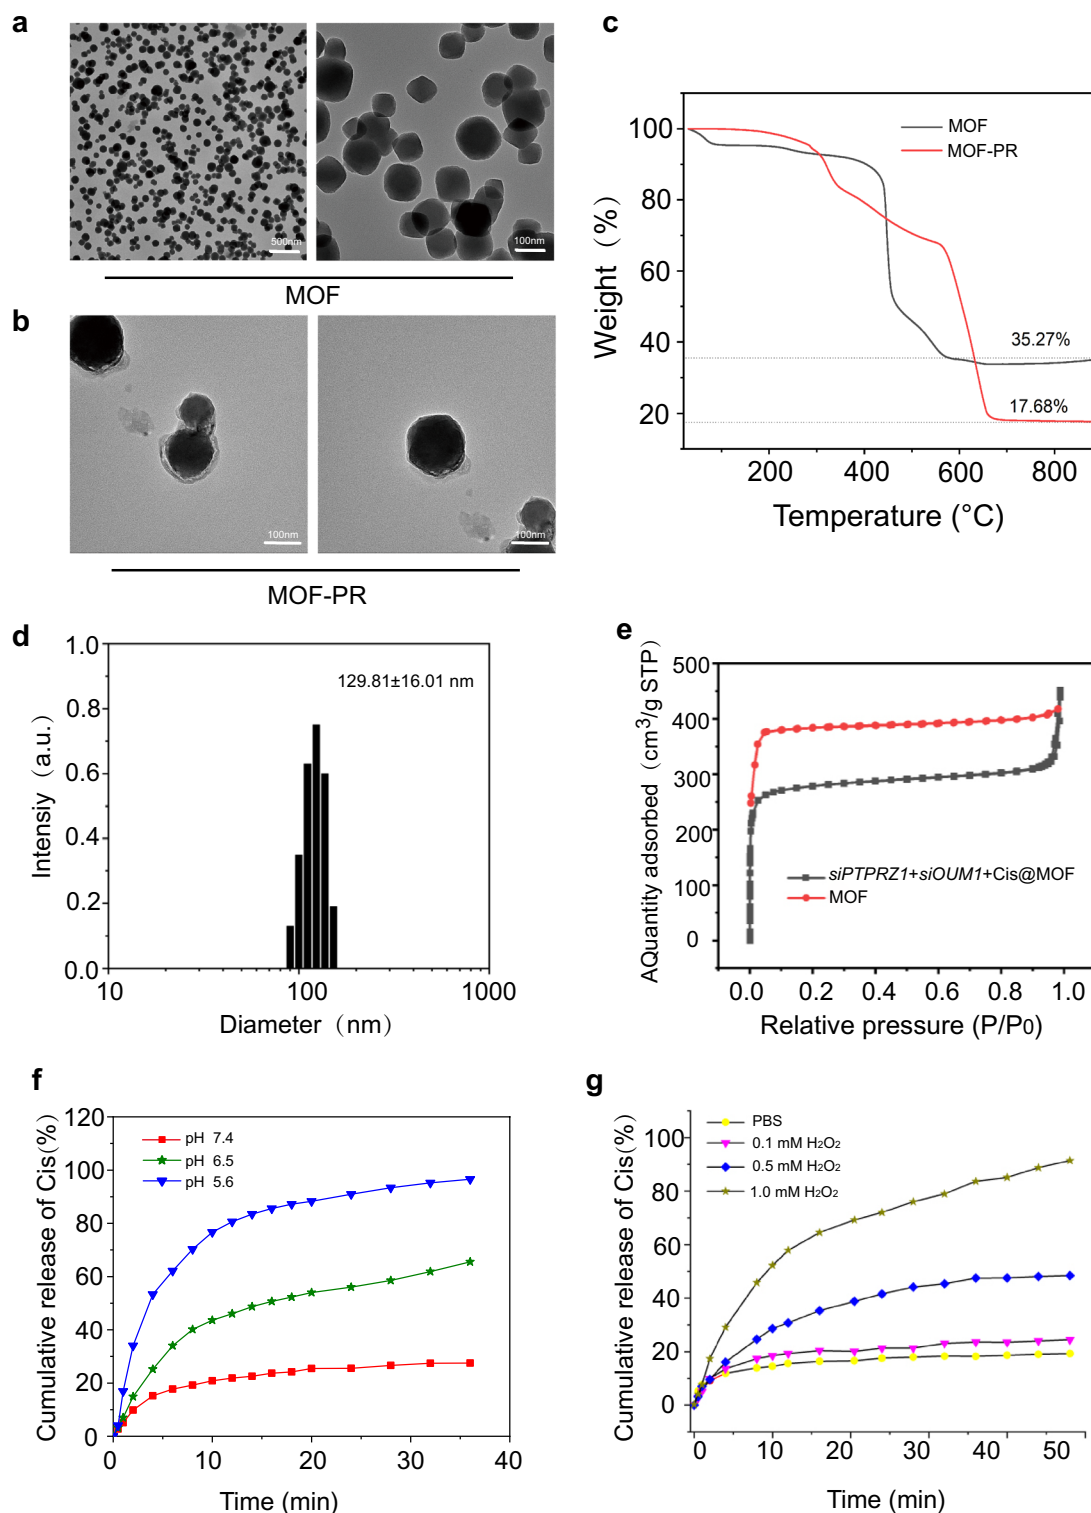 a
500nm
100nm
MOF
b
100nm
100nm
MOF-PR
c
MOF
MOF-PR
100
80
60
40
20
35.27%
17.68%
200
400
600
800
Weight (%)
Temperature (°C)
d
1.0
0.8
0.6
0.4
0.2
0.0
129.81±16.01 nm
10
100
1000
Intensiy (a.u.)
Diameter (nm)
e
500
400
300
200
100
0
siPTPRZ1+siOUM1+Cis@MOF
MOF
0.0
0.2
0.4
0.6
0.8
1.0
AQuantity adsorbed (cm³/g STP)
Relative pressure (P/P0)
f
120
100
80
60
40
20
0
pH 7.4
pH 6.5
pH 5.6
0
10
20
30
40
Cumulative release of Cis(%)
Time (min)
g
100
80
60
40
20
0
PBS
0.1 mM H2O2
0.5 mM H2O2
1.0 mM H2O2
0
10
20
30
40
50
Cumulative release of Cis(%)
Time (min)